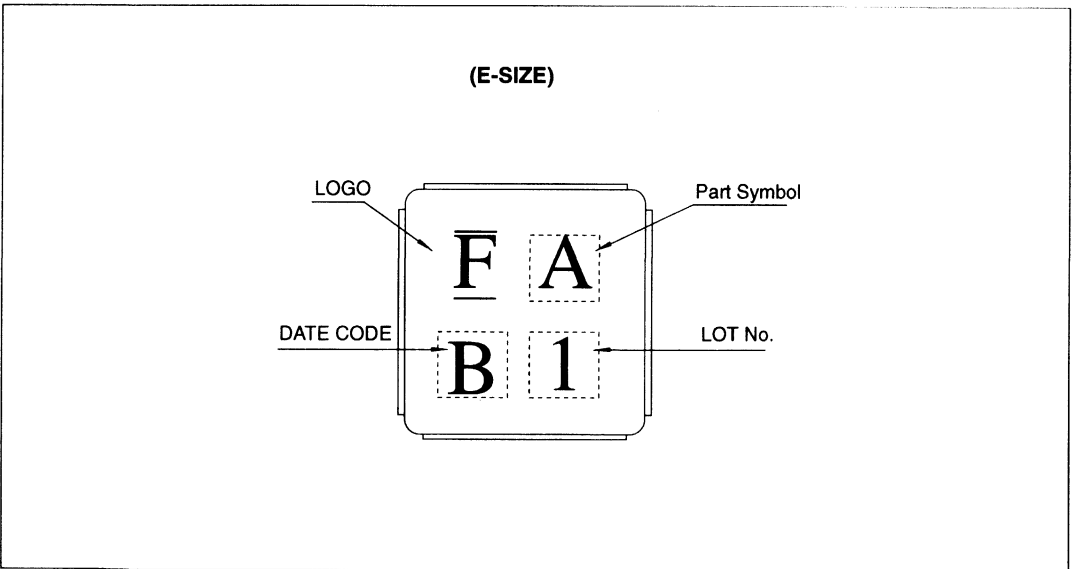 (E-SIZE)
LOGO
Part Symbol
F A
DATE CODE
LOT No.
B 1